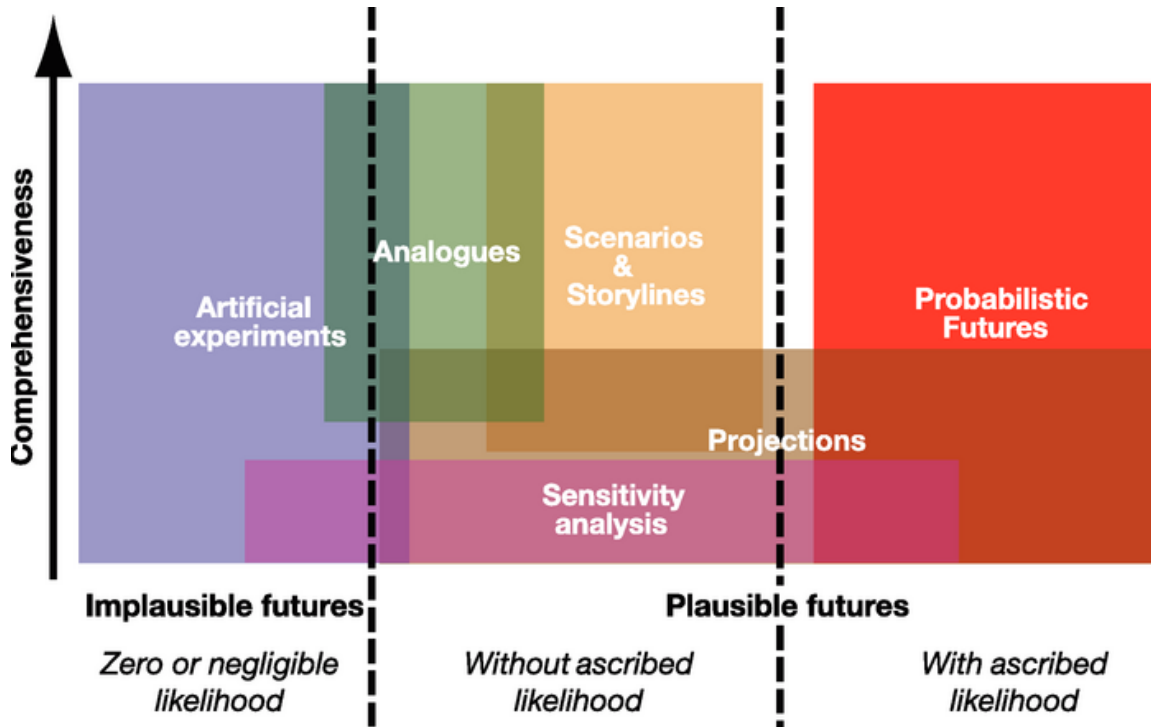 Comprehensiveness
Analogues
Scenarios
&
Storylines
Artificial
experiments
Probabilistic
Futures
Projections
Sensitivity
analysis
Implausible futures
Plausible futures
Zero or negligible
likelihood
Without ascribed
likelihood
With ascribed
likelihood